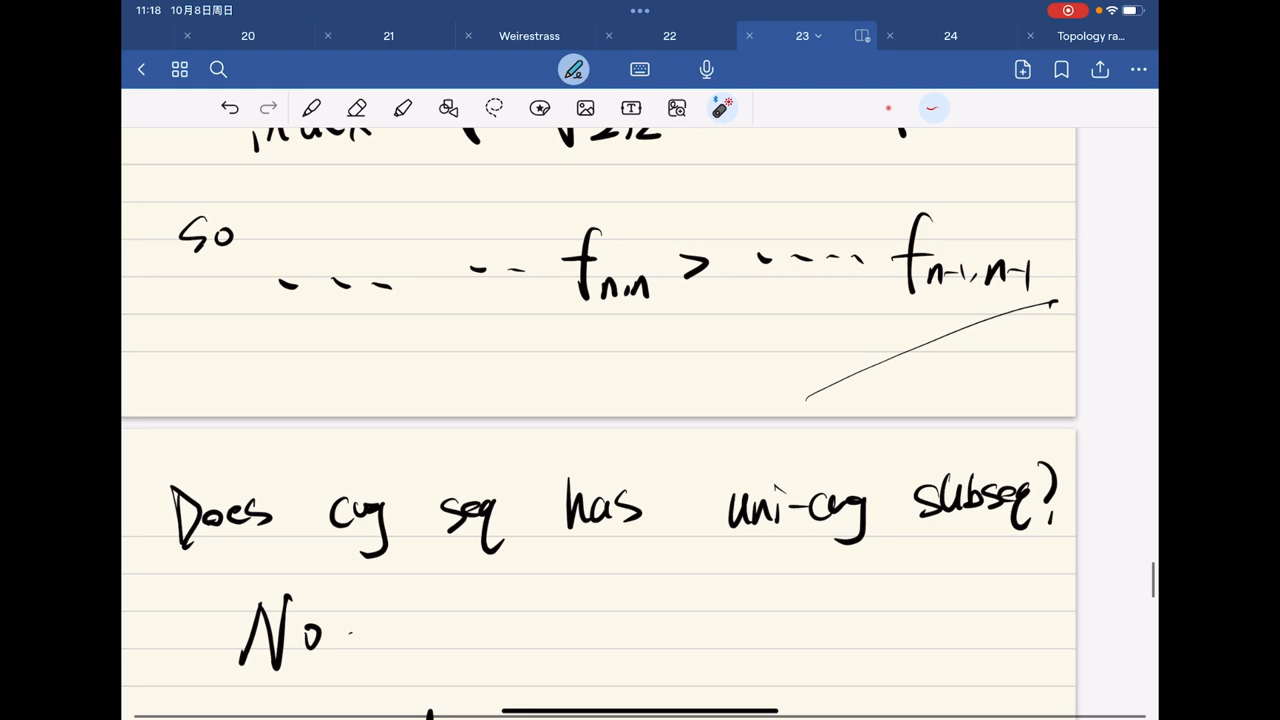 11:18 10月8日周日
20 21 Weirestrass 22 23 24 Topology ra...
so .... -- fn,n > .... fn-1,n-1
Does cvg seq has uni-cvg subseq?
No.